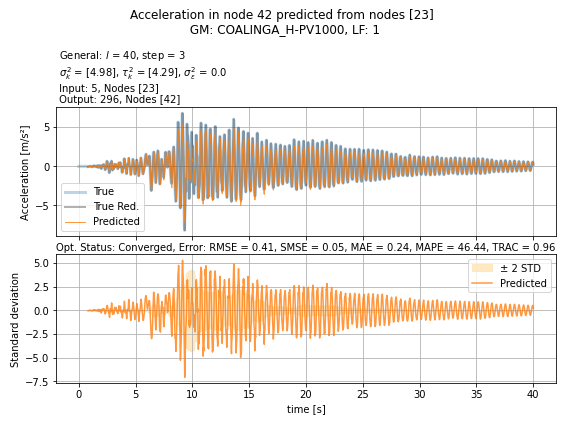 Acceleration in node 42 predicted from nodes [23]
GM: COALINGA_H-PV1000, LF: 1
General: l = 40, step = 3
σ_k² = [4.98], τ_k² = [4.29], σ_ε² = 0.0
Input: 5, Nodes [23]
Output: 296, Nodes [42]
Acceleration [m/s²]
5
0
−5
True
True Red.
Predicted
Opt. Status: Converged, Error: RMSE = 0.41, SMSE = 0.05, MAE = 0.24, MAPE = 46.44, TRAC = 0.96
Standard deviation
5.0
2.5
0.0
−2.5
−5.0
−7.5
± 2 STD
Predicted
0 5 10 15 20 25 30 35 40
time [s]